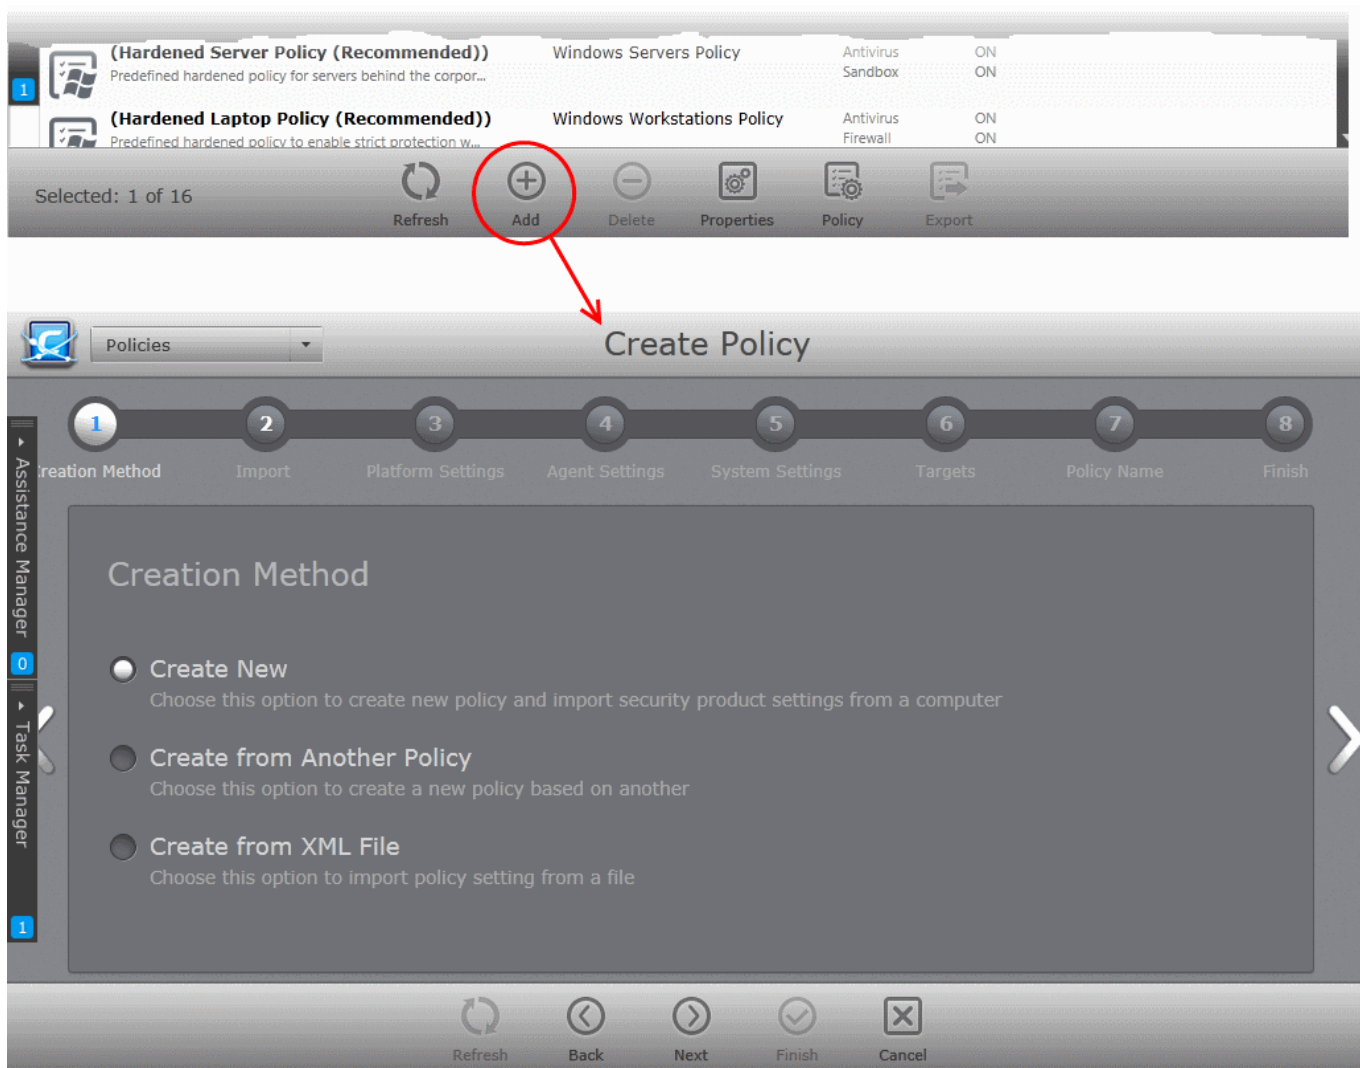 (Hardened Server Policy (Recommended)) Windows Servers Policy Antivirus ON
Predefined hardened policy for servers behind the corpor... Sandbox ON
1
(Hardened Laptop Policy (Recommended)) Windows Workstations Policy Antivirus ON
Predefined hardened policy to enable strict protection w... Firewall ON
Selected: 1 of 16
Refresh Add Delete Properties Policy Export
Policies
Create Policy
1 2 3 4 5 6 7 8
Creation Method Import Platform Settings Agent Settings System Settings Targets Policy Name Finish
Assistance Manager
0
Task Manager
1
Creation Method
Create New
Choose this option to create new policy and import security product settings from a computer
Create from Another Policy
Choose this option to create a new policy based on another
Create from XML File
Choose this option to import policy setting from a file
Refresh Back Next Finish Cancel